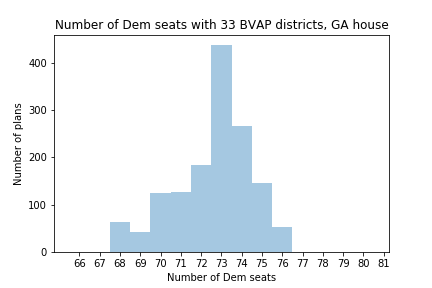 Number of Dem seats with 33 BVAP districts, GA house
Number of plans
400
300
200
100
0
66 67 68 69 70 71 72 73 74 75 76 77 78 79 80 81
Number of Dem seats